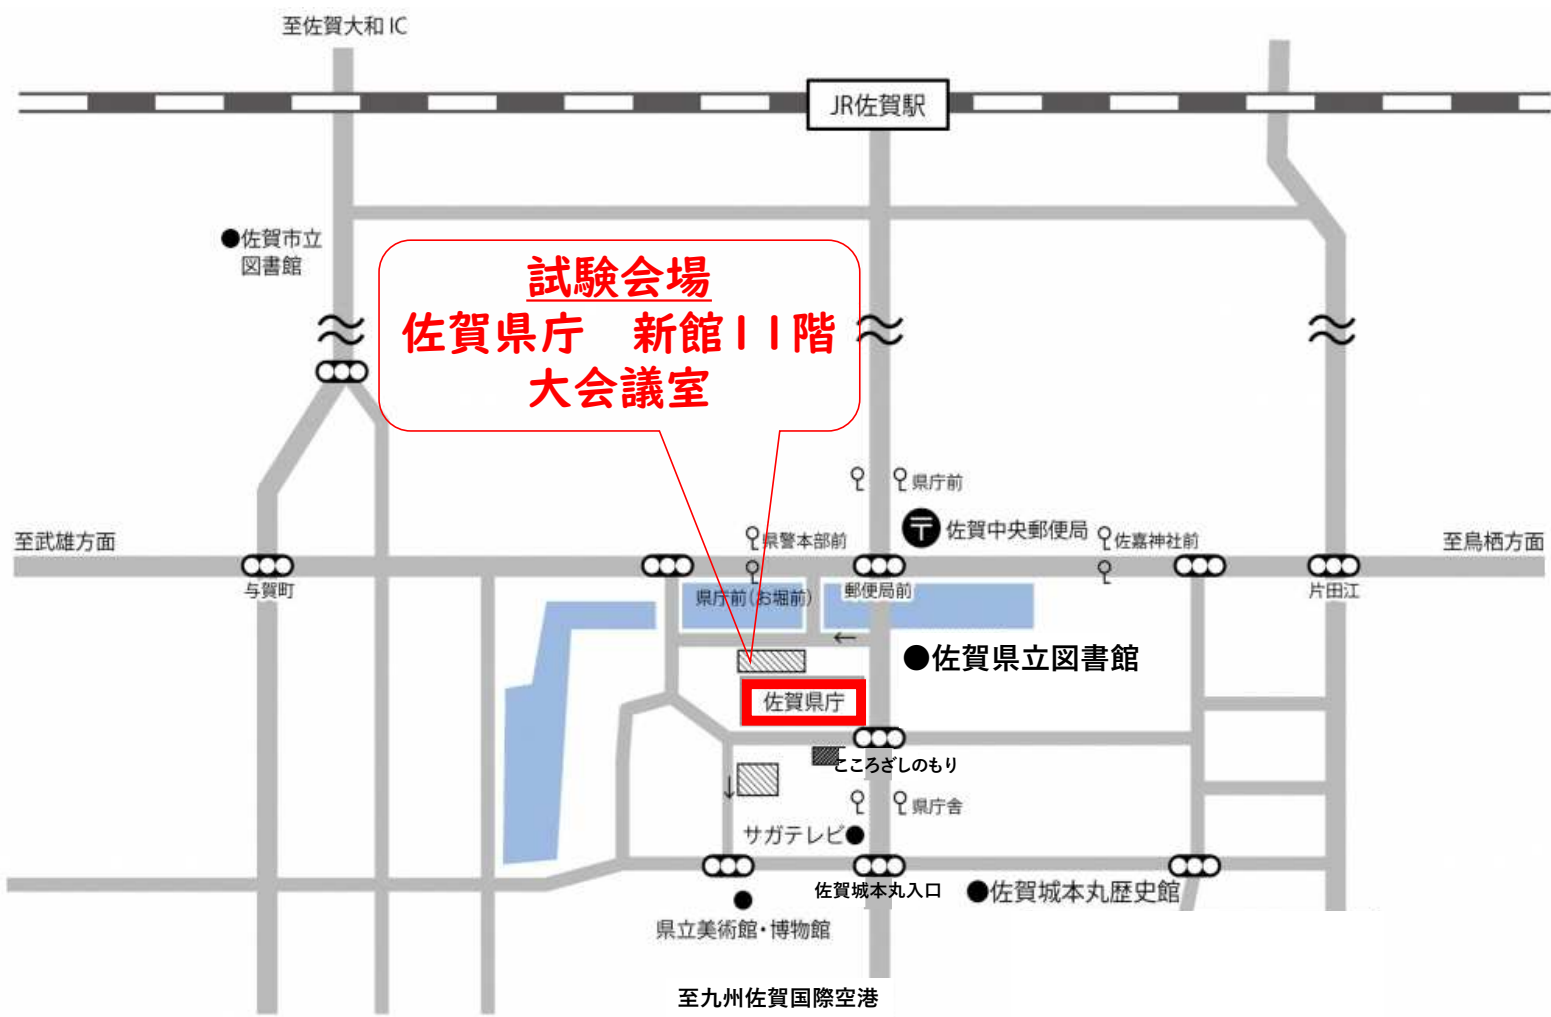 至佐賀大和 IC
JR佐賀駅
●佐賀市立
図書館
試験会場
佐賀県庁　新館11階
大会議室
県庁前
〒 佐賀中央郵便局
県警本部前
佐嘉神社前
至武雄方面
至鳥栖方面
与賀町
県庁前(お堀前)
郵便局前
片田江
←
●佐賀県立図書館
佐賀県庁
こころざしのもり
↓
県庁舎
サガテレビ●
佐賀城本丸入口
●佐賀城本丸歴史館
県立美術館・博物館
至九州佐賀国際空港